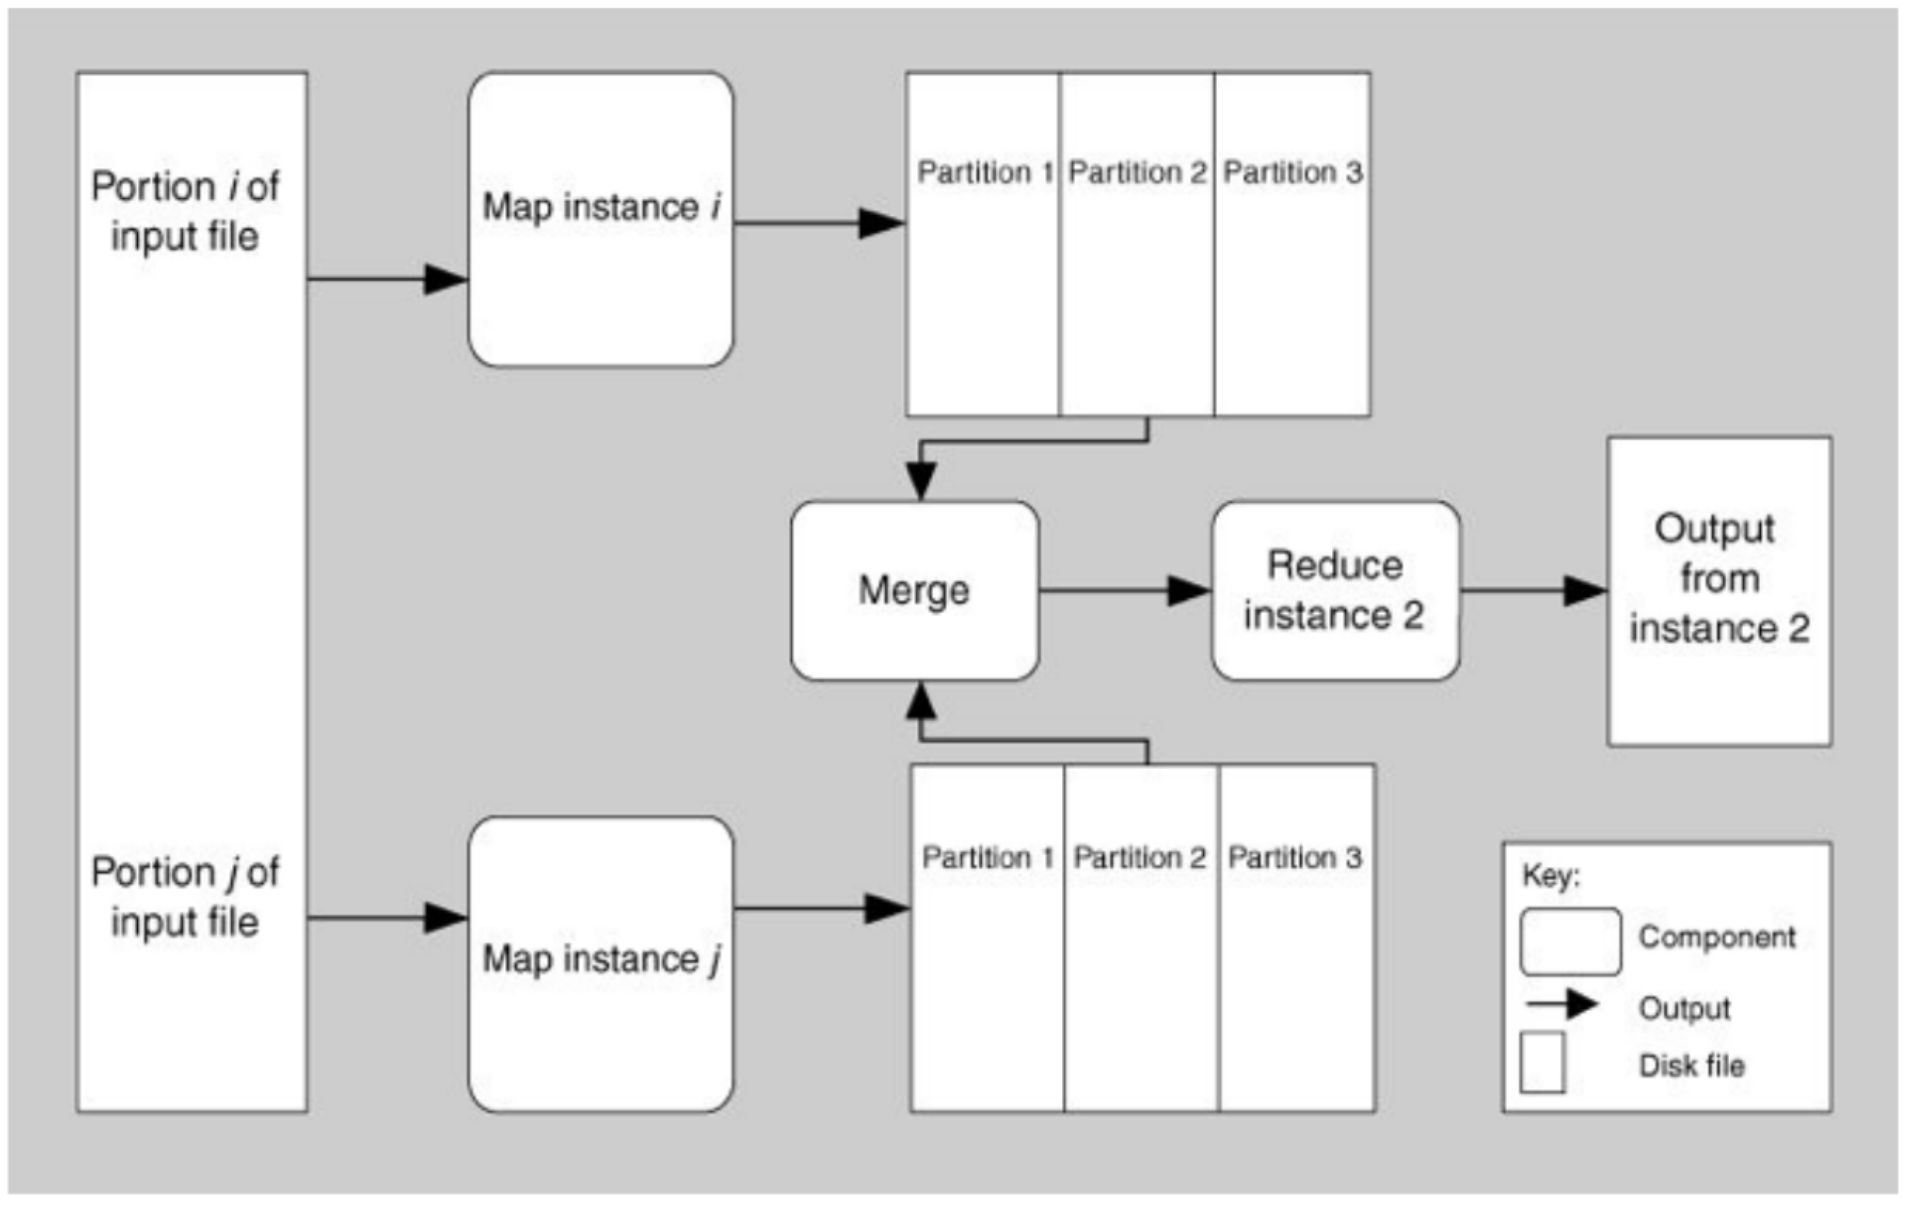 Portion i of
input file
Map instance i
Partition 1
Partition 2
Partition 3
Merge
Reduce
instance 2
Output
from
instance 2
Portion j of
input file
Map instance j
Partition 1
Partition 2
Partition 3
Key:
Component
Output
Disk file